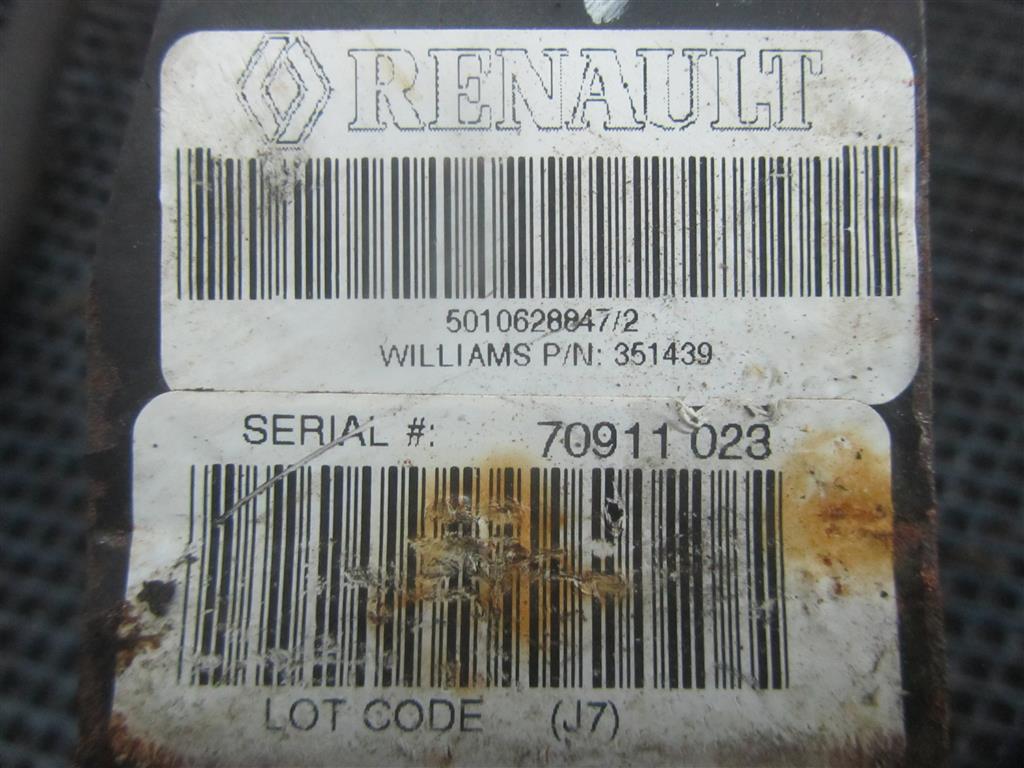 RENAULT
5010628847/2
WILLIAMS P/N: 351439
SERIAL #: 70911 023
LOT CODE (J7)